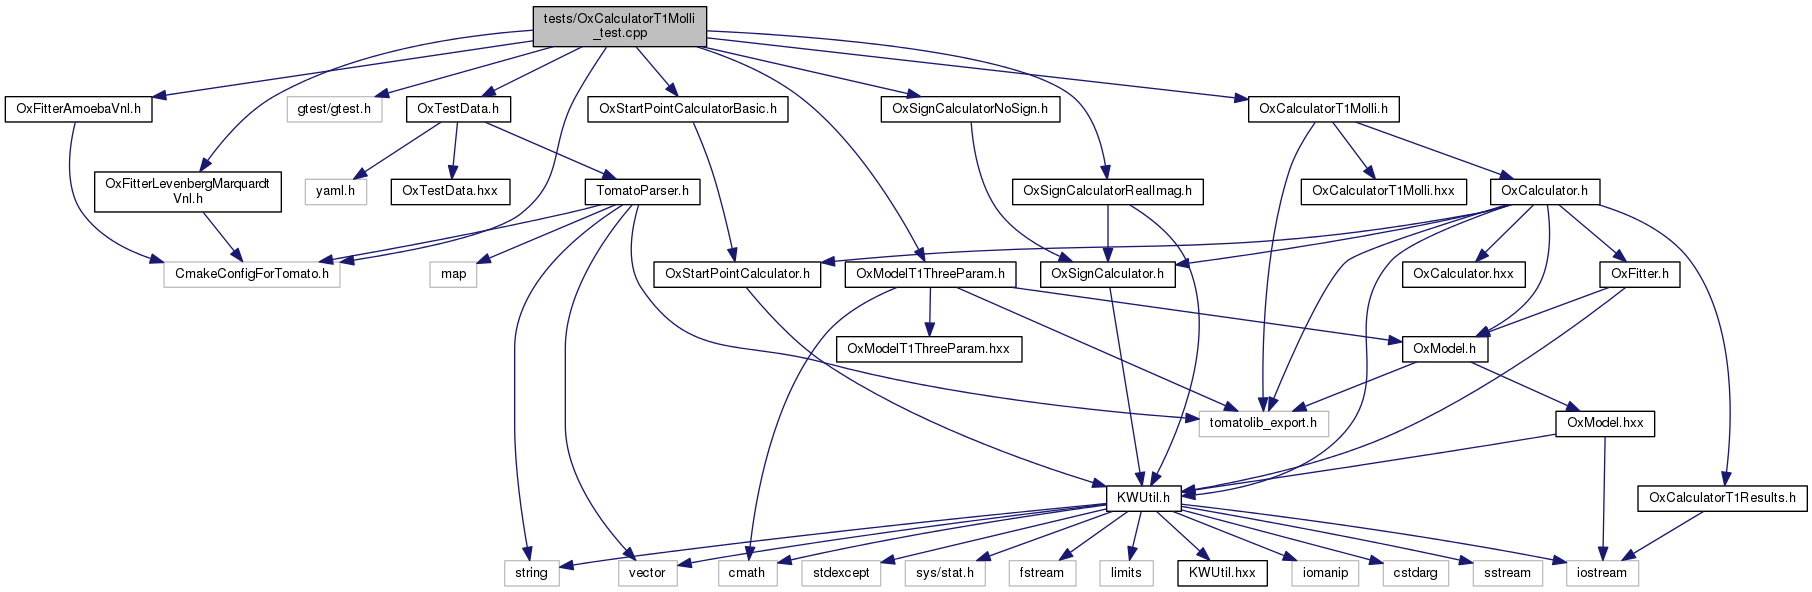 tests/OxCalculatorT1Molli
_test.cpp
OxFitterAmoebaVnl.h
gtest/gtest.h
OxTestData.h
OxStartPointCalculatorBasic.h
OxSignCalculatorNoSign.h
OxCalculatorT1Molli.h
OxFitterLevenbergMarquardt
Vnl.h
yaml.h
OxTestData.hxx
TomatoParser.h
OxSignCalculatorRealImag.h
OxCalculatorT1Molli.hxx
OxCalculator.h
CmakeConfigForTomato.h
map
OxStartPointCalculator.h
OxModelT1ThreeParam.h
OxSignCalculator.h
OxCalculator.hxx
OxFitter.h
OxModelT1ThreeParam.hxx
OxModel.h
tomatolib_export.h
OxModel.hxx
KWUtil.h
OxCalculatorT1Results.h
string
vector
cmath
stdexcept
sys/stat.h
fstream
limits
KWUtil.hxx
iomanip
cstdarg
sstream
iostream